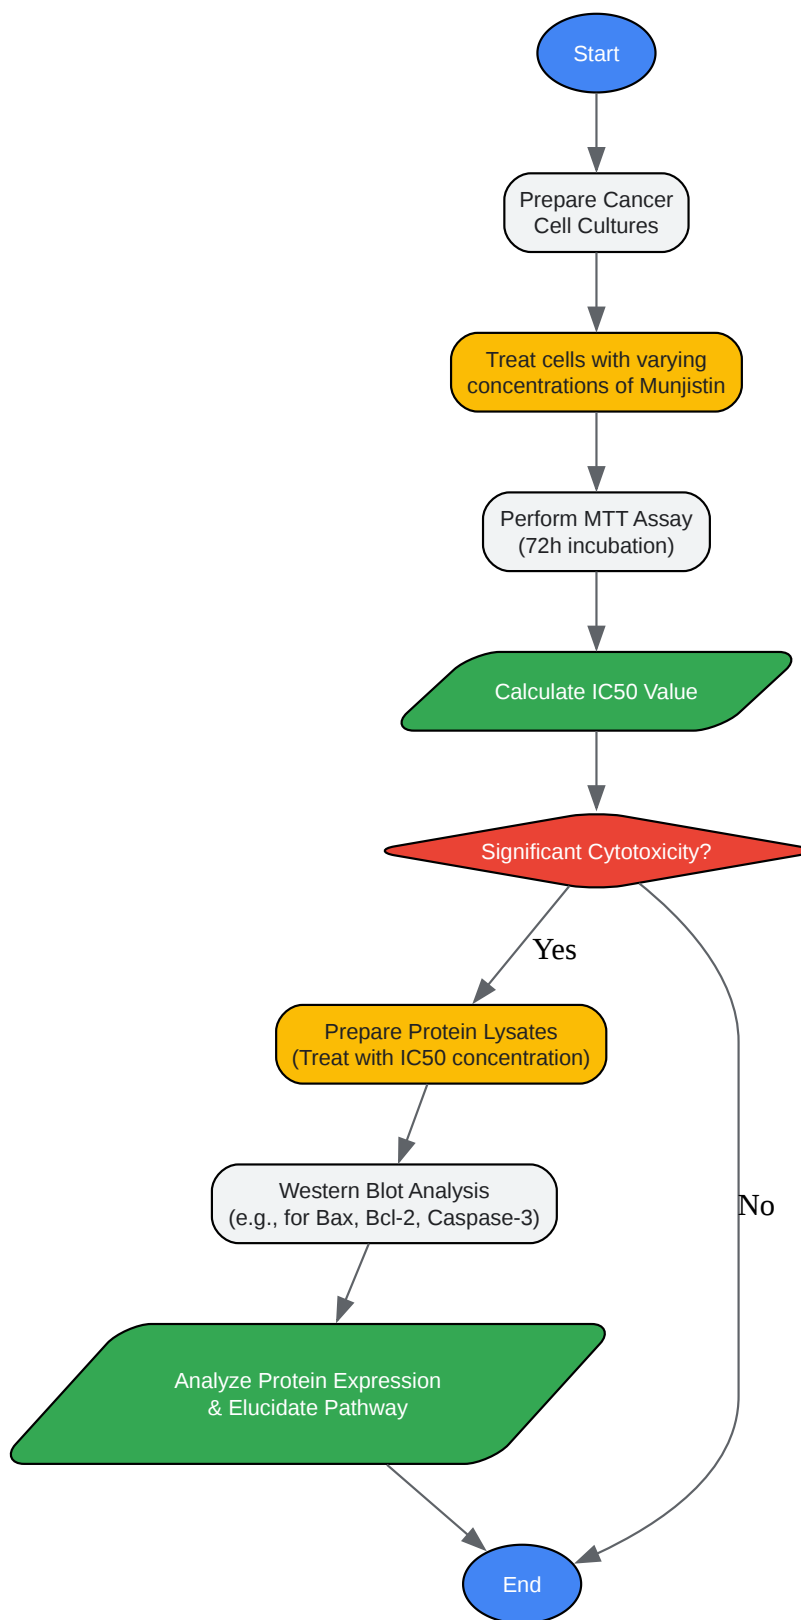 Start
Prepare Cancer
Cell Cultures
Treat cells with varying
concentrations of Munjistin
Perform MTT Assay
(72h incubation)
Calculate IC50 Value
Significant Cytotoxicity?
Yes
Prepare Protein Lysates
(Treat with IC50 concentration)
Western Blot Analysis
(e.g., for Bax, Bcl-2, Caspase-3)
No
Analyze Protein Expression
& Elucidate Pathway
End